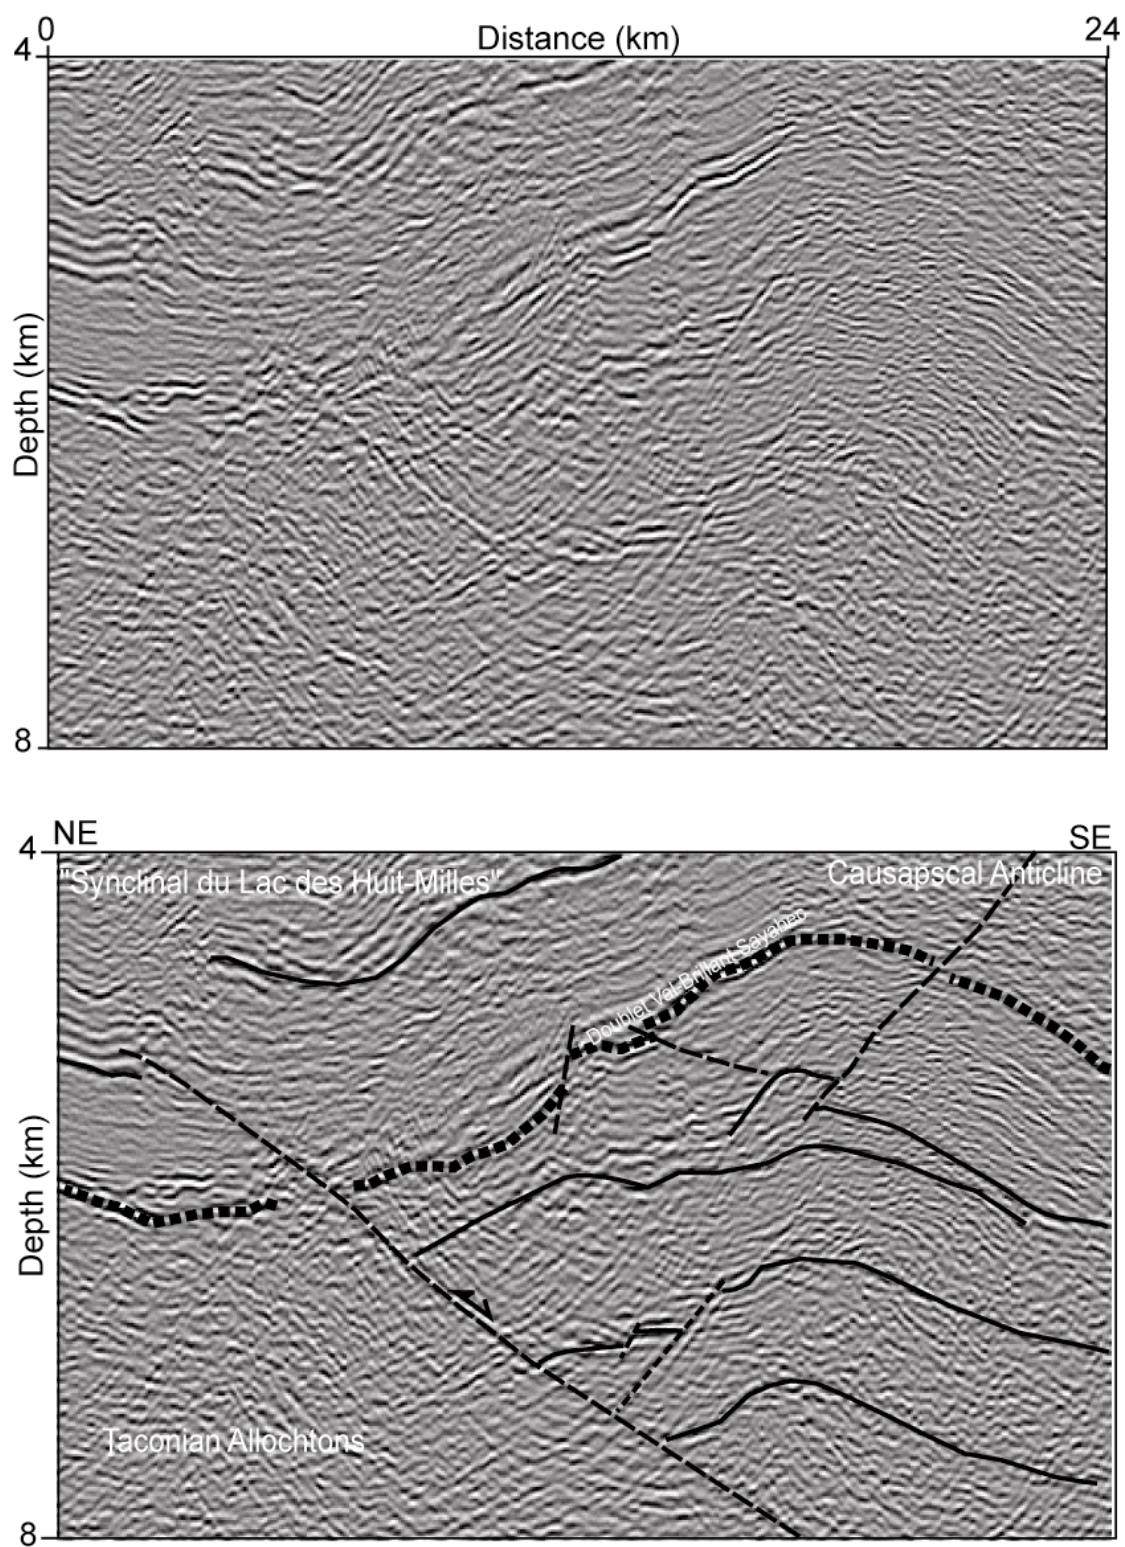 0
24
Distance (km)
4
Depth (km)
8
NE
SE
4
"Synclinal du Lac des Huit Milles"
Causapscal Anticline
Doublet Val-Brillant-Sayabec
Depth (km)
Taconian Allochtons
8